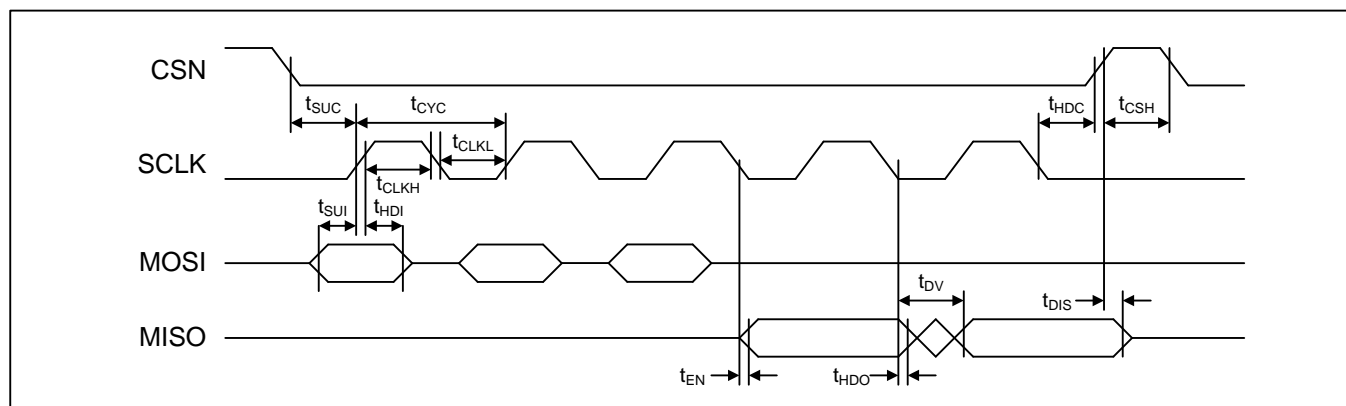 CSN
tSUC
tCYC
tHDC
tCSH
SCLK
tCLKL
tCLKH
tSUI
tHDI
MOSI
tDV
tDIS
MISO
tEN
tHDO